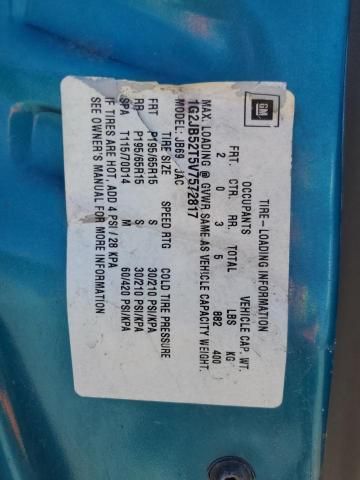 GM
TIRE-LOADING INFORMATION
OCCUPANTS VEHICLE CAP. WT.
FRT. CTR. RR. TOTAL LBS KG
2 0 3 5 882 400
MAX. LOADING @ GVWR SAME AS VEHICLE CAPACITY WEIGHT.
1G2JB52T5V7572817
MODEL: JB69 JAC
TIRE SIZE SPEED RTG COLD TIRE PRESSURE
FRT P195/65R15 S 30/210 PSI/KPA
RR P195/65R15 S 30/210 PSI/KPA
SPA T115/70D14 M 60/420 PSI/KPA
IF TIRES ARE HOT, ADD 4 PSI / 28 KPA
SEE OWNER'S MANUAL FOR MORE INFORMATION